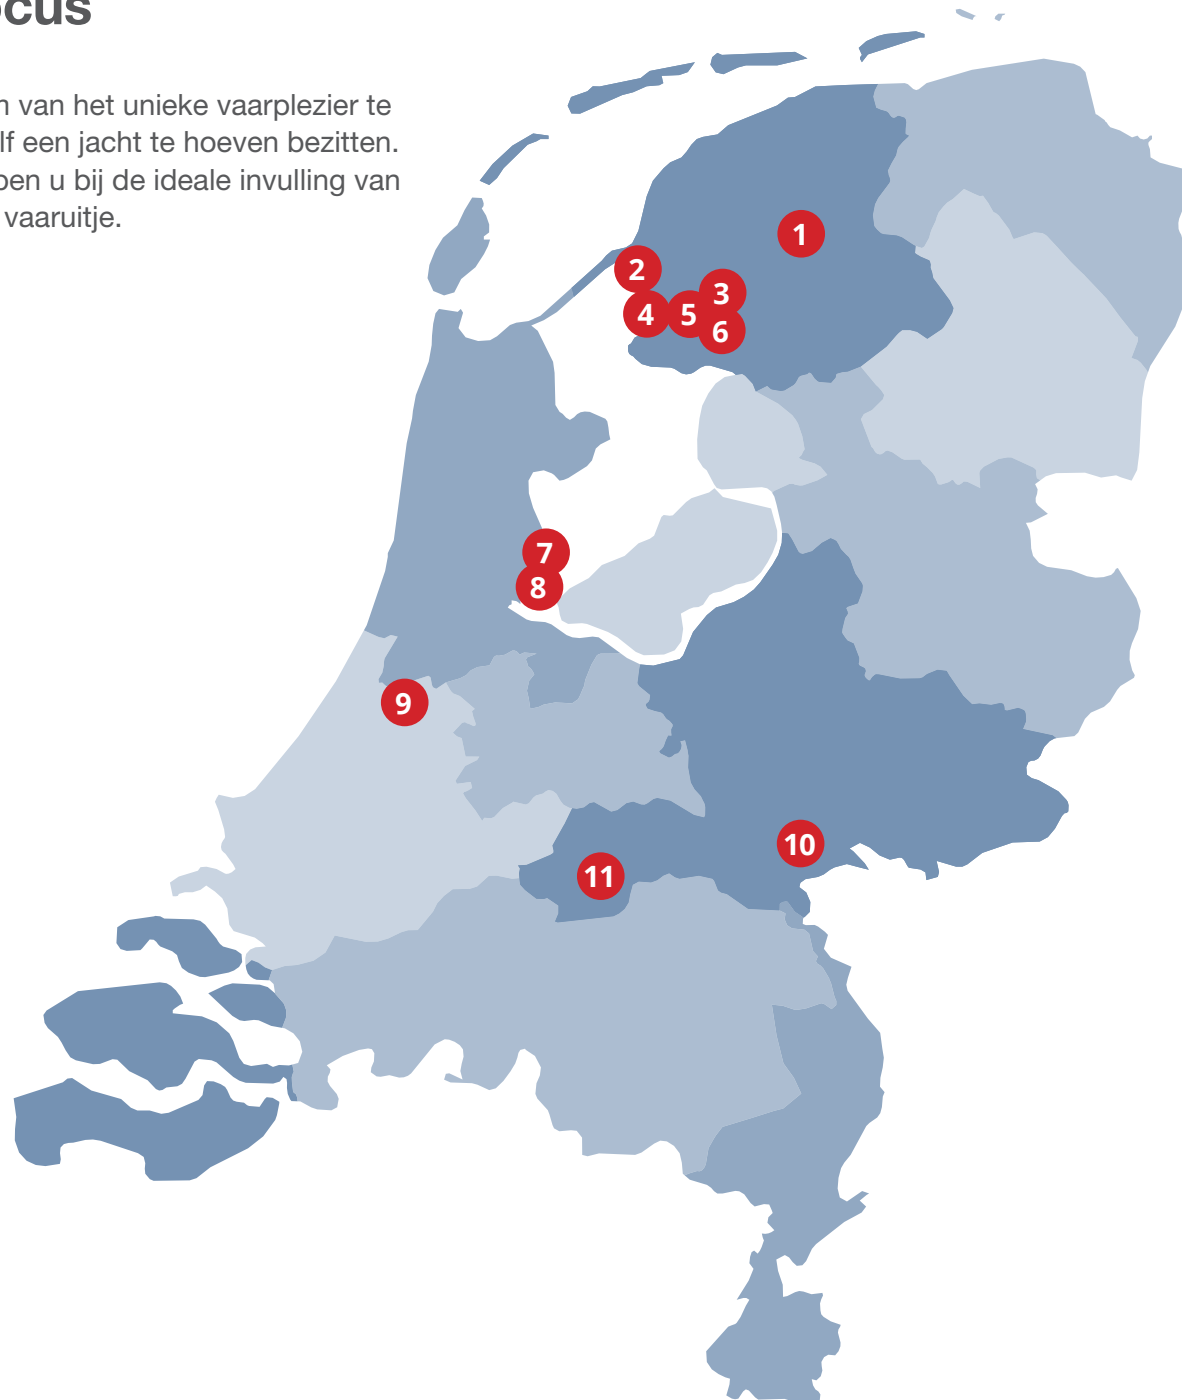 ocus
n van het unieke vaarplezier te
lf een jacht te hoeven bezitten.
pen u bij de ideale invulling van
vaaruitje.
1
2
3
4
5
6
7
8
9
10
11